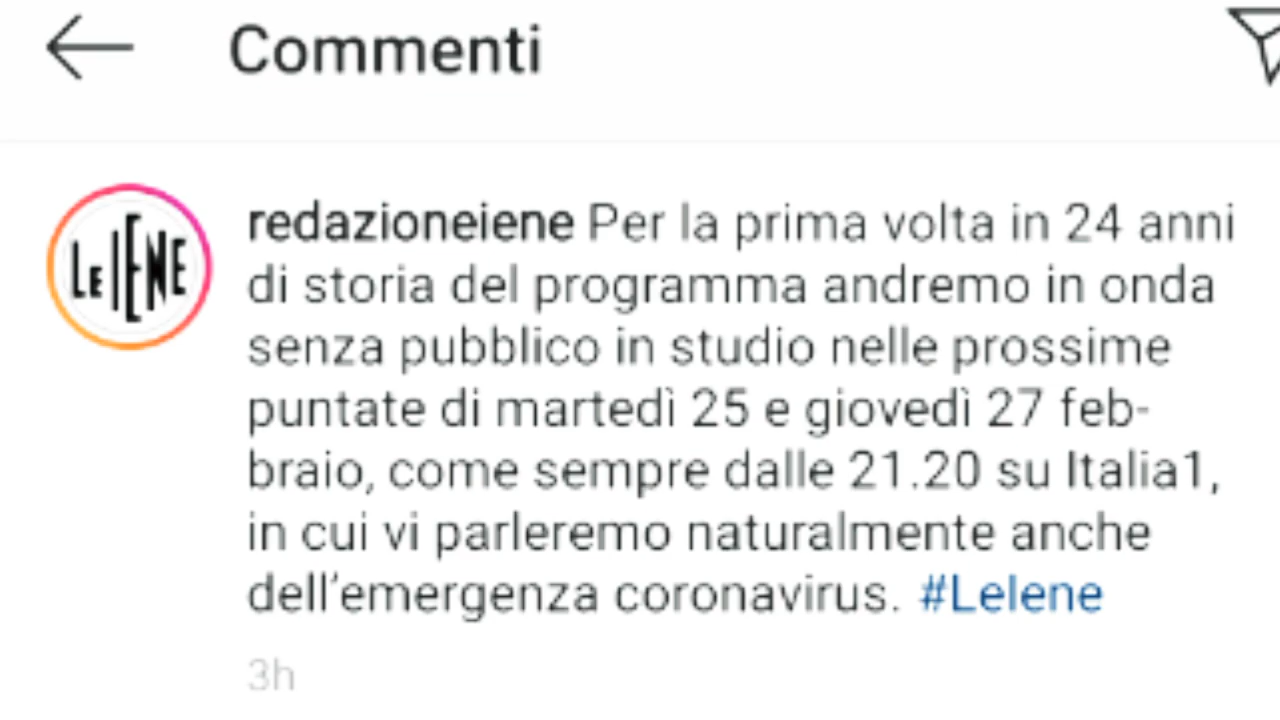 Commenti
Le IENE
redazioneiene Per la prima volta in 24 anni
di storia del programma andremo in onda
senza pubblico in studio nelle prossime
puntate di martedì 25 e giovedì 27 feb-
braio, come sempre dalle 21.20 su Italia1,
in cui vi parleremo naturalmente anche
dell'emergenza coronavirus. #LeIene
3h